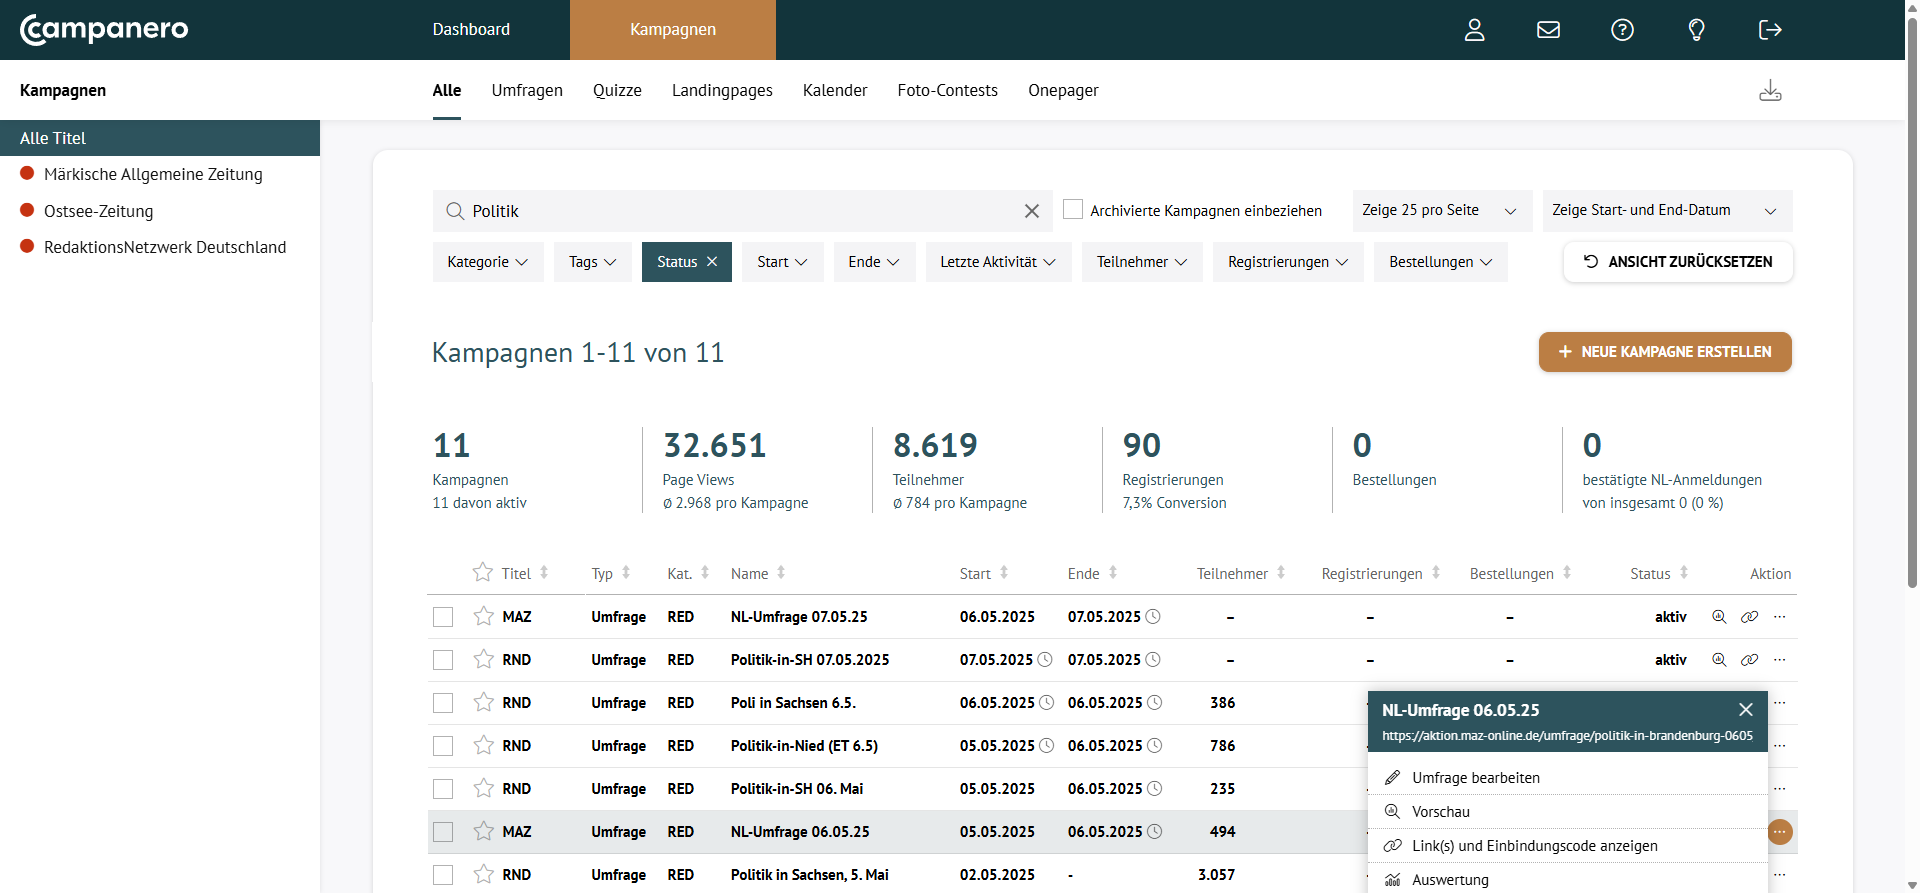 campanero
Dashboard
Kampagnen
Kampagnen
Alle
Umfragen
Quizze
Landingpages
Kalender
Foto-Contests
Onepager
Alle Titel
Märkische Allgemeine Zeitung
Ostsee-Zeitung
RedaktionsNetzwerk Deutschland
Politik
Archivierte Kampagnen einbeziehen
Zeige 25 pro Seite
Zeige Start- und End-Datum
Kategorie
Tags
Status
Start
Ende
Letzte Aktivität
Teilnehmer
Registrierungen
Bestellungen
ANSICHT ZURÜCKSETZEN
Kampagnen 1-11 von 11
+ NEUE KAMPAGNE ERSTELLEN
11
Kampagnen
11 davon aktiv
32.651
Page Views
ø 2.968 pro Kampagne
8.619
Teilnehmer
ø 784 pro Kampagne
90
Registrierungen
7,3% Conversion
0
Bestellungen
0
bestätigte NL-Anmeldungen
von insgesamt 0 (0 %)
Titel Typ Kat. Name Start Ende Teilnehmer Registrierungen Bestellungen Status Aktion
MAZ Umfrage RED NL-Umfrage 07.05.25 06.05.2025 07.05.2025 – – – aktiv ...
RND Umfrage RED Politik-in-SH 07.05.2025 07.05.2025 07.05.2025 – – – aktiv ...
RND Umfrage RED Poli in Sachsen 6.5. 06.05.2025 06.05.2025 386 ...
RND Umfrage RED Politik-in-Nied (ET 6.5) 05.05.2025 06.05.2025 786 ...
RND Umfrage RED Politik-in-SH 06. Mai 05.05.2025 06.05.2025 235 ...
MAZ Umfrage RED NL-Umfrage 06.05.25 05.05.2025 06.05.2025 494 ...
RND Umfrage RED Politik in Sachsen, 5. Mai 02.05.2025 - 3.057 ...
NL-Umfrage 06.05.25
https://aktion.maz-online.de/umfrage/politik-in-brandenburg-0605
Umfrage bearbeiten
Vorschau
Link(s) und Einbindungscode anzeigen
Auswertung